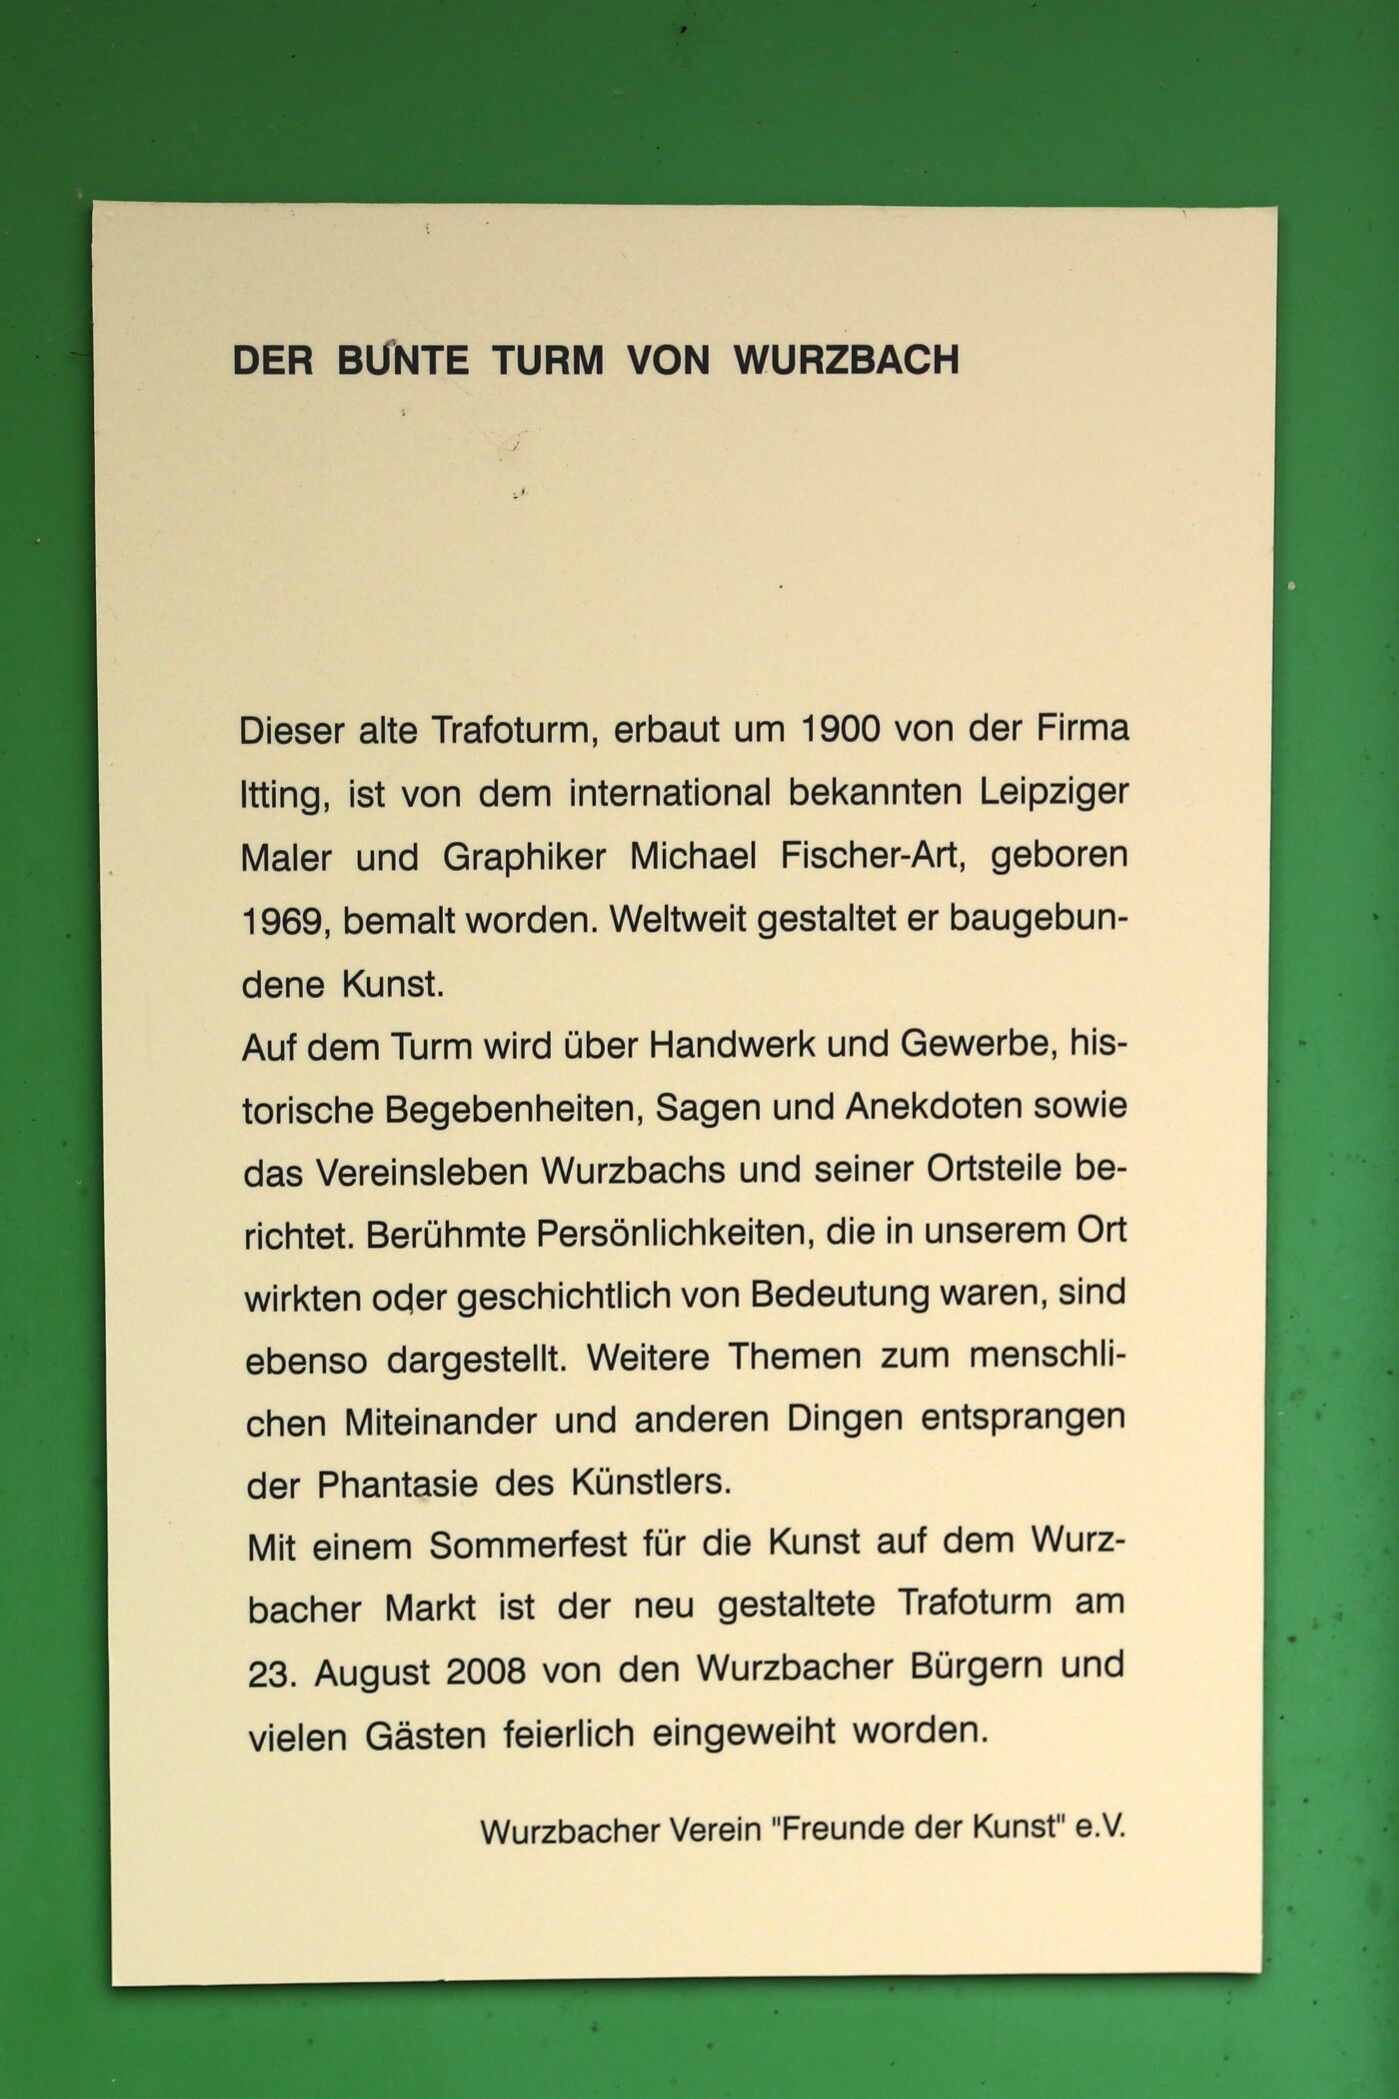 DER BUNTE TURM VON WURZBACH
Dieser alte Trafoturm, erbaut um 1900 von der Firma
Itting, ist von dem international bekannten Leipziger
Maler und Graphiker Michael Fischer-Art, geboren
1969, bemalt worden. Weltweit gestaltet er baugebun-
dene Kunst.
Auf dem Turm wird über Handwerk und Gewerbe, his-
torische Begebenheiten, Sagen und Anekdoten sowie
das Vereinsleben Wurzbachs und seiner Ortsteile be-
richtet. Berühmte Persönlichkeiten, die in unserem Ort
wirkten oder geschichtlich von Bedeutung waren, sind
ebenso dargestellt. Weitere Themen zum menschli-
chen Miteinander und anderen Dingen entsprangen
der Phantasie des Künstlers.
Mit einem Sommerfest für die Kunst auf dem Wurz-
bacher Markt ist der neu gestaltete Trafoturm am
23. August 2008 von den Wurzbacher Bürgern und
vielen Gästen feierlich eingeweiht worden.
Wurzbacher Verein "Freunde der Kunst" e.V.